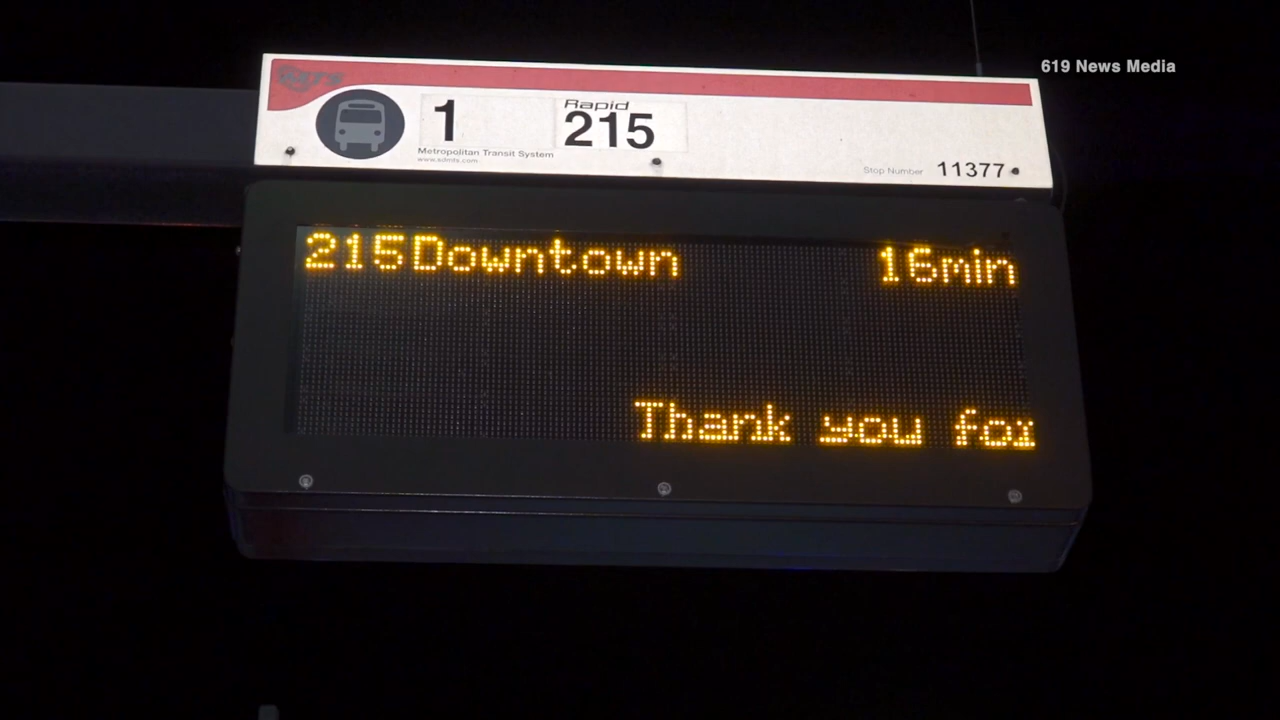 619 News Media
MTS
1
Rapid
215
Metropolitan Transit System
www.sdmts.com
Stop Number 11377
215Downtown 16min
Thank you for